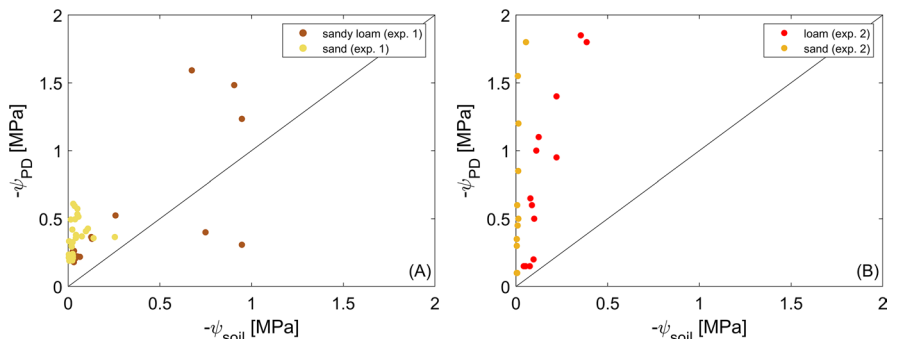 2
1.5
1
0.5
0
0
0.5
1
1.5
2
-ψPD [MPa]
-ψsoil [MPa]
sandy loam (exp. 1)
sand (exp. 1)
(A)
2
1.5
1
0.5
0
0
0.5
1
1.5
2
-ψPD [MPa]
-ψsoil [MPa]
loam (exp. 2)
sand (exp. 2)
(B)